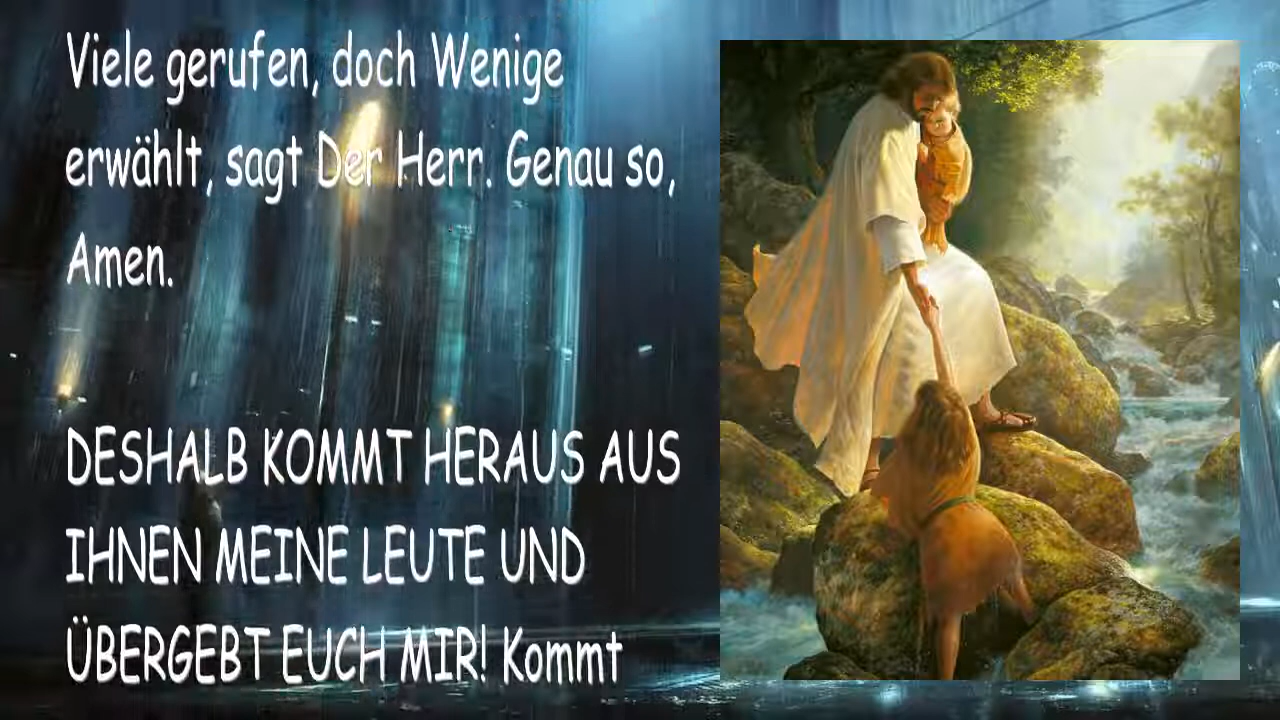 Viele gerufen, doch Wenige
erwählt, sagt Der Herr. Genau so,
Amen.
DESHALB KOMMT HERAUS AUS
IHNEN MEINE LEUTE UND
ÜBERGEBT EUCH MIR! Kommt